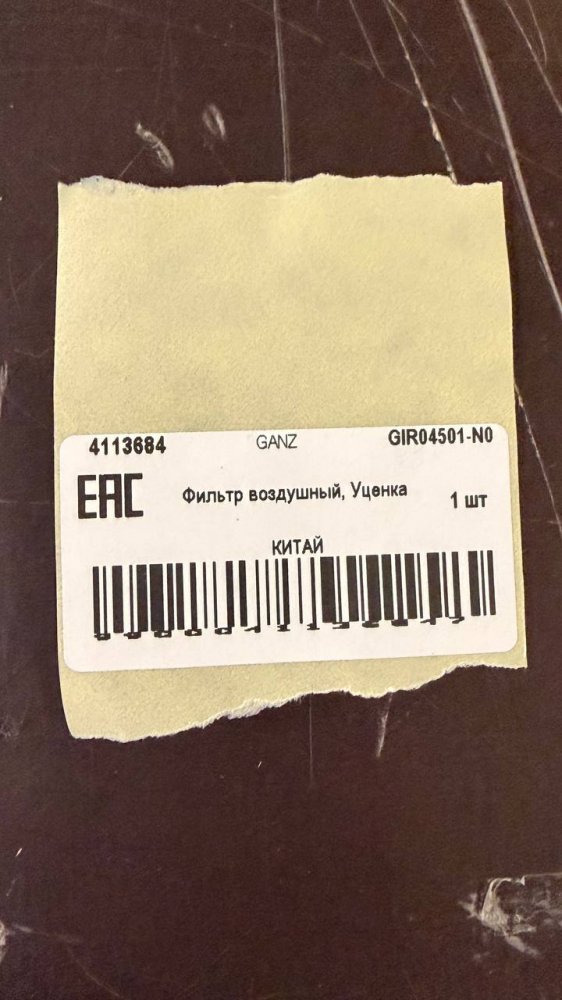 4113684 GANZ GIR04501-N0
EAC Фильтр воздушный, Уценка 1 шт
КИТАЙ